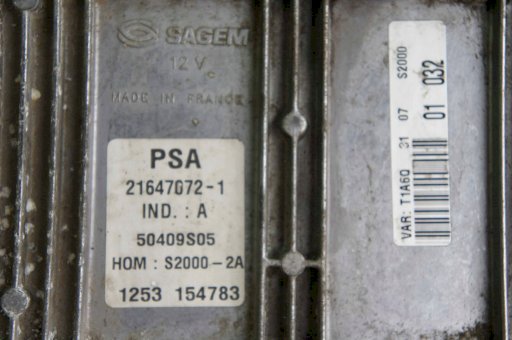 SAGEM
12 V
MADE IN FRANCE
PSA
21647072-1
IND. : A
50409S05
HOM : S2000-2A
1253 154783
S2000
01 032
VAR: T1A6Q 31 07